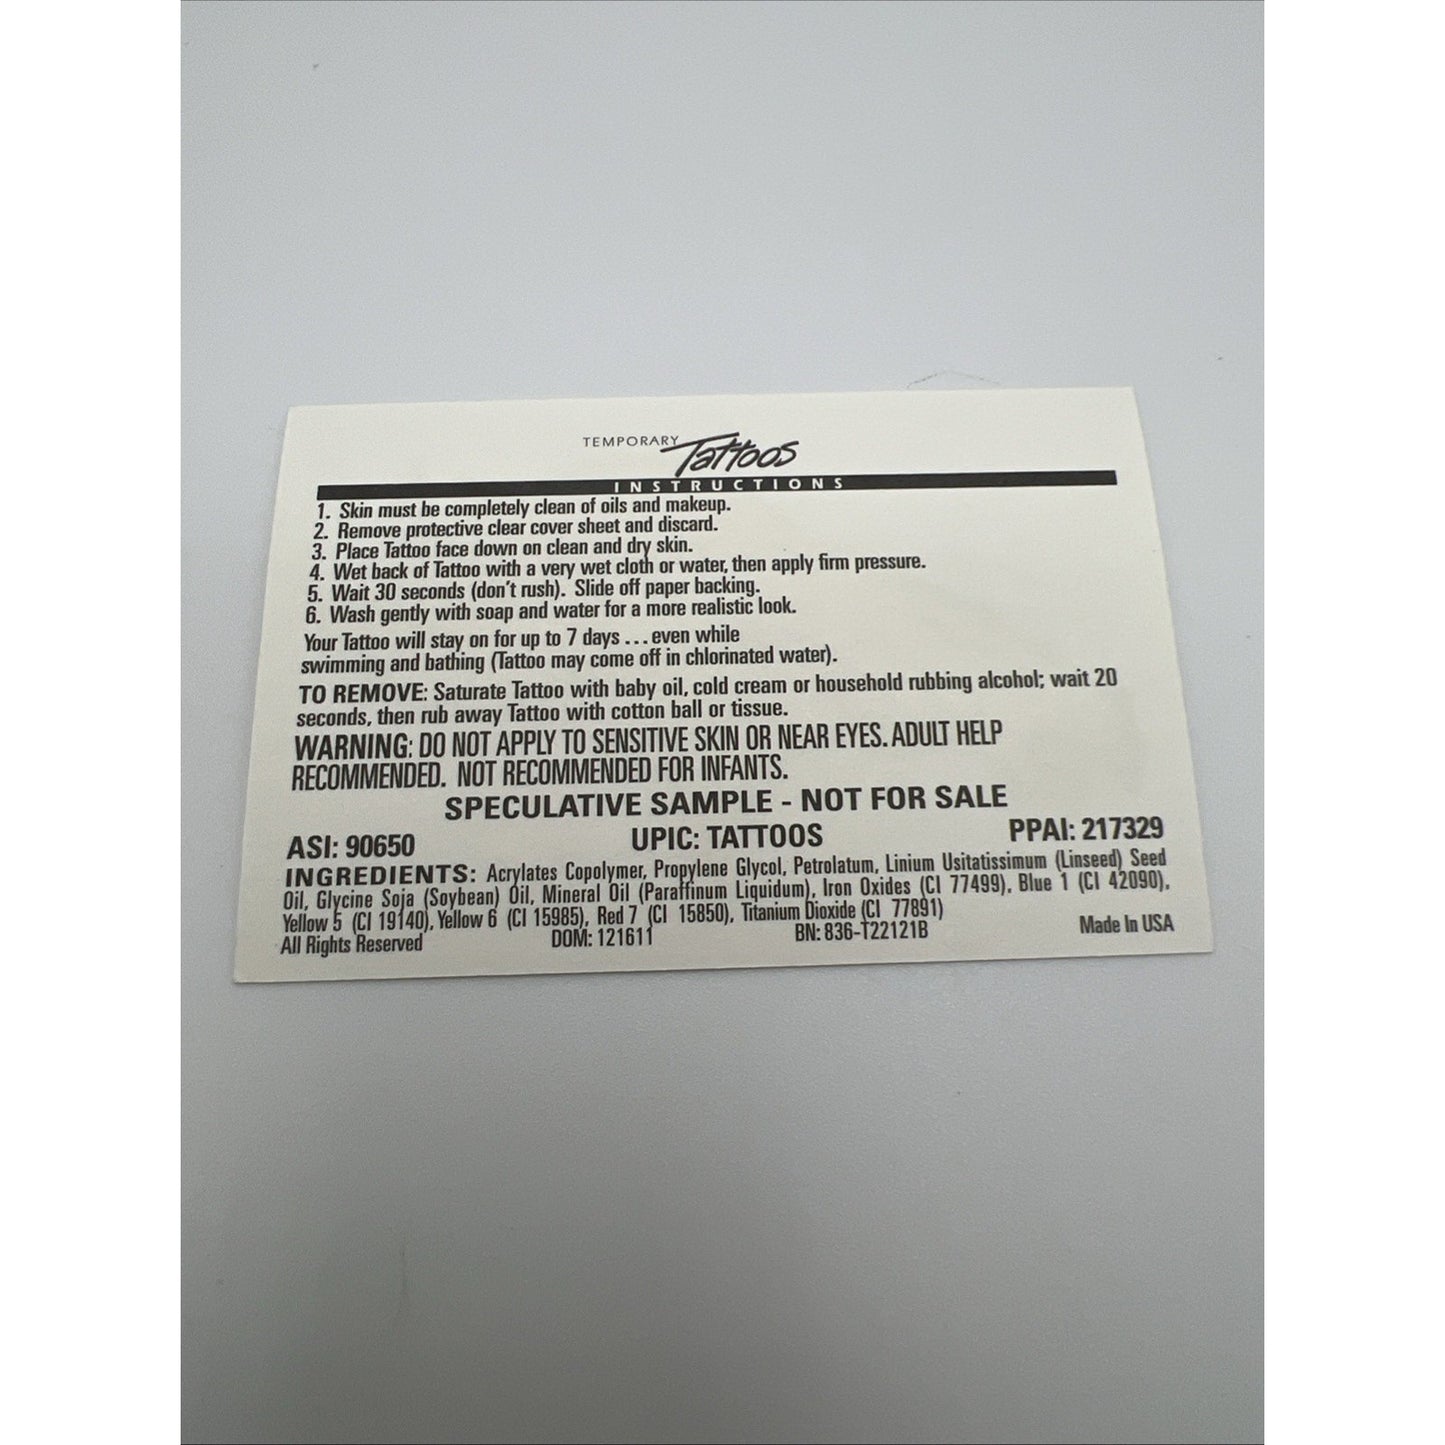 TEMPORARY Tattoos
INSTRUCTIONS
1. Skin must be completely clean of oils and makeup.
2. Remove protective clear cover sheet and discard.
3. Place Tattoo face down on clean and dry skin.
4. Wet back of Tattoo with a very wet cloth or water, then apply firm pressure.
5. Wait 30 seconds (don't rush). Slide off paper backing.
6. Wash gently with soap and water for a more realistic look.
Your Tattoo will stay on for up to 7 days ... even while
swimming and bathing (Tattoo may come off in chlorinated water).
TO REMOVE: Saturate Tattoo with baby oil, cold cream or household rubbing alcohol; wait 20
seconds, then rub away Tattoo with cotton ball or tissue.
WARNING: DO NOT APPLY TO SENSITIVE SKIN OR NEAR EYES. ADULT HELP
RECOMMENDED. NOT RECOMMENDED FOR INFANTS.
SPECULATIVE SAMPLE - NOT FOR SALE
ASI: 90650 UPIC: TATTOOS PPAI: 217329
INGREDIENTS: Acrylates Copolymer, Propylene Glycol, Petrolatum, Linium Usitatissimum (Linseed) Seed
Oil, Glycine Soja (Soybean) Oil, Mineral Oil (Paraffinum Liquidum), Iron Oxides (CI 77499), Blue 1 (CI 42090),
Yellow 5 (CI 19140), Yellow 6 (CI 15985), Red 7 (CI 15850), Titanium Dioxide (CI 77891)
All Rights Reserved DOM: 121611 BN: 836-T22121B Made In USA